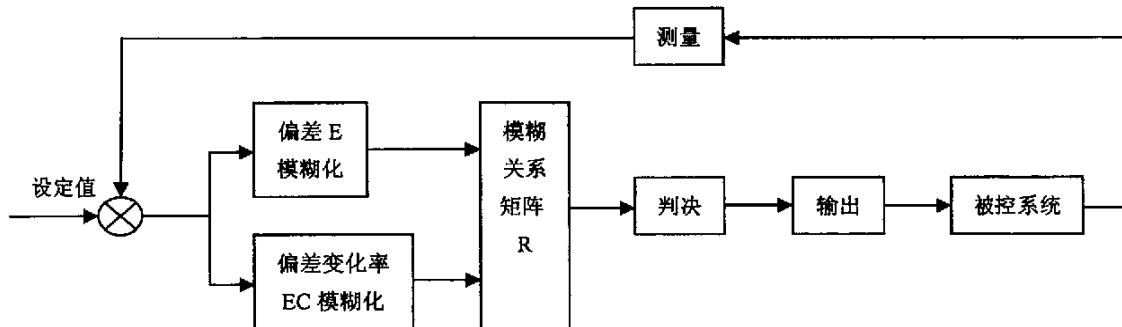 测量
偏差 E
模糊化
模糊
关系
矩阵
R
设定值
判决
输出
被控系统
偏差变化率
EC 模糊化